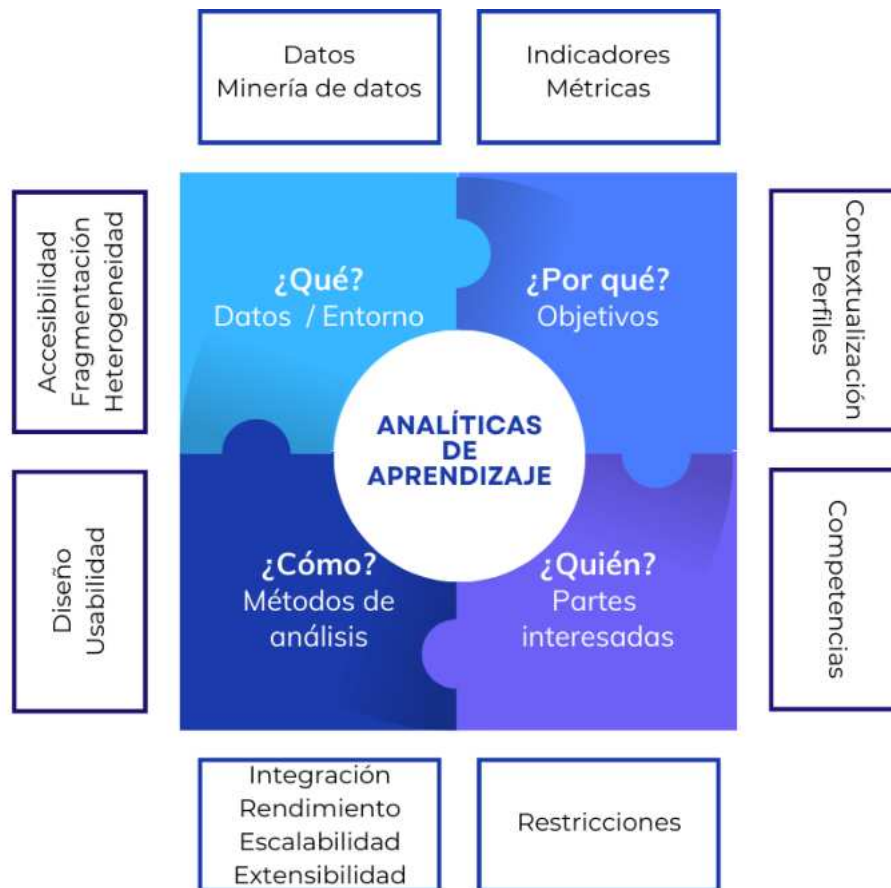 Datos
Minería de datos
Indicadores
Métricas
Accesibilidad
Fragmentación
Heterogeneidad
¿Qué?
Datos / Entorno
¿Por qué?
Objetivos
Contextualización
Perfiles
ANALÍTICAS
DE
APRENDIZAJE
Diseño
Usabilidad
¿Cómo?
Métodos de
análisis
¿Quién?
Partes
interesadas
Competencias
Integración
Rendimiento
Escalabilidad
Extensibilidad
Restricciones